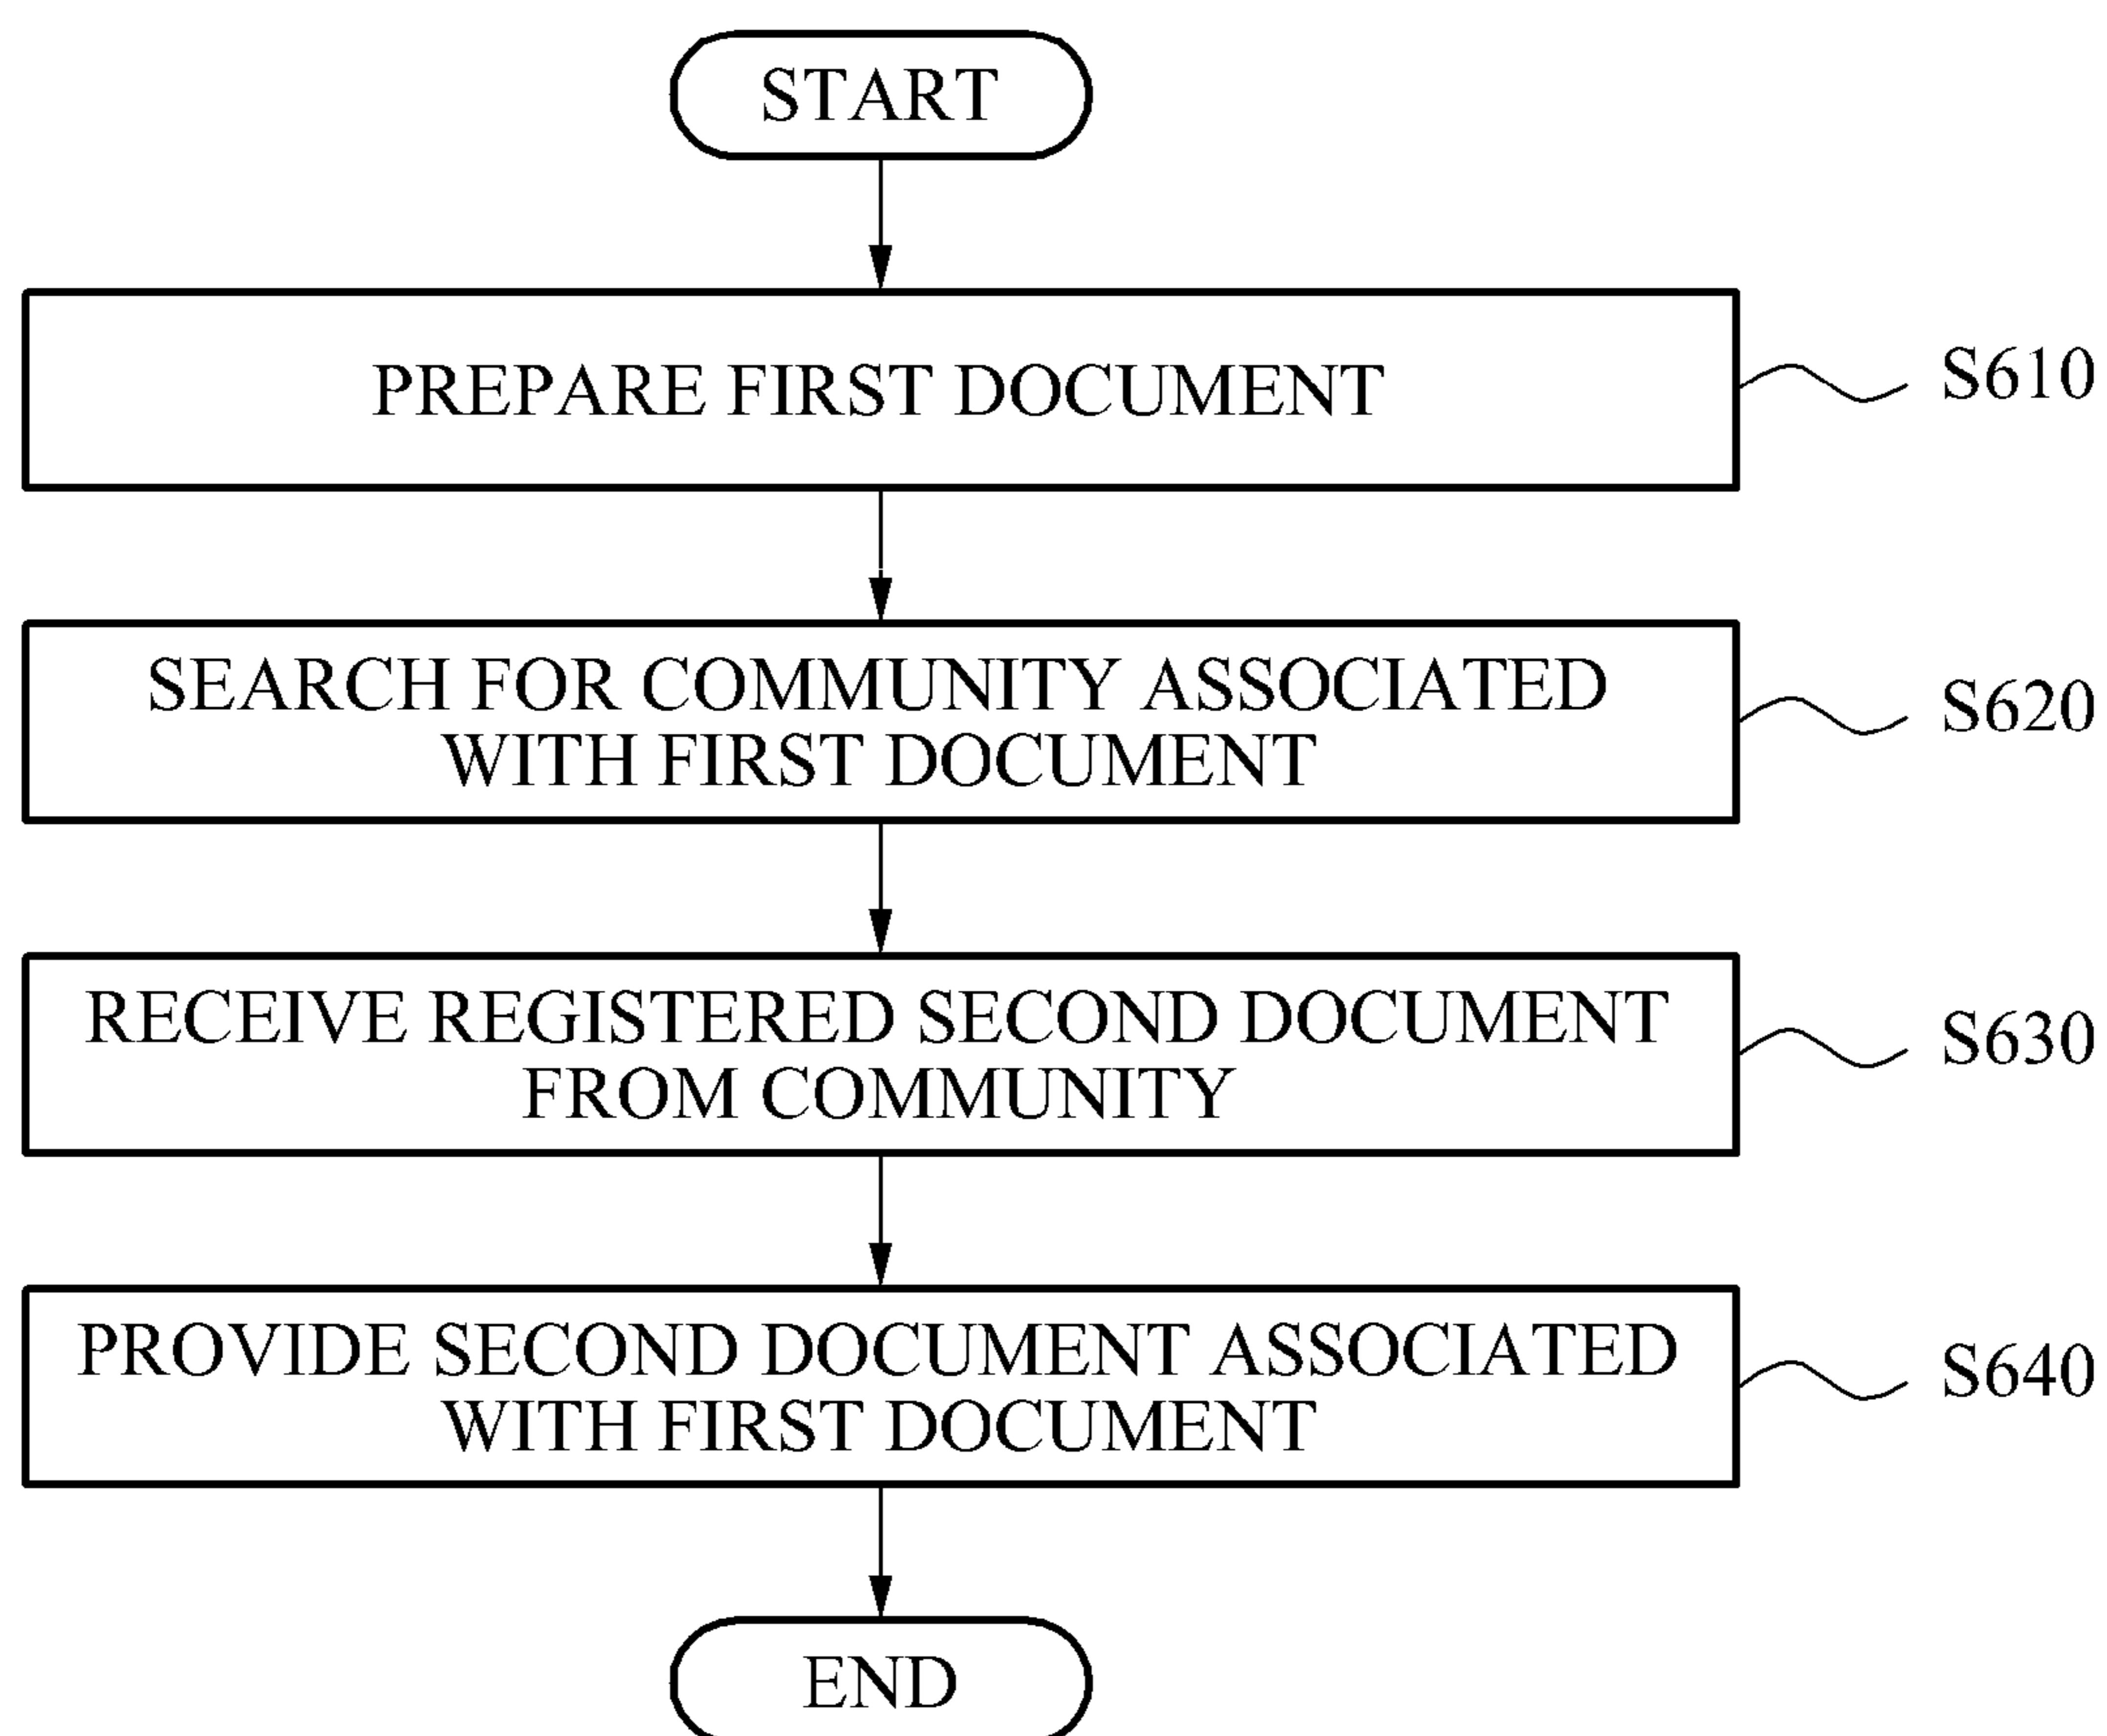 START
PREPARE FIRST DOCUMENT
S610
SEARCH FOR COMMUNITY ASSOCIATED
WITH FIRST DOCUMENT
S620
RECEIVE REGISTERED SECOND DOCUMENT
FROM COMMUNITY
S630
PROVIDE SECOND DOCUMENT ASSOCIATED
WITH FIRST DOCUMENT
S640
END